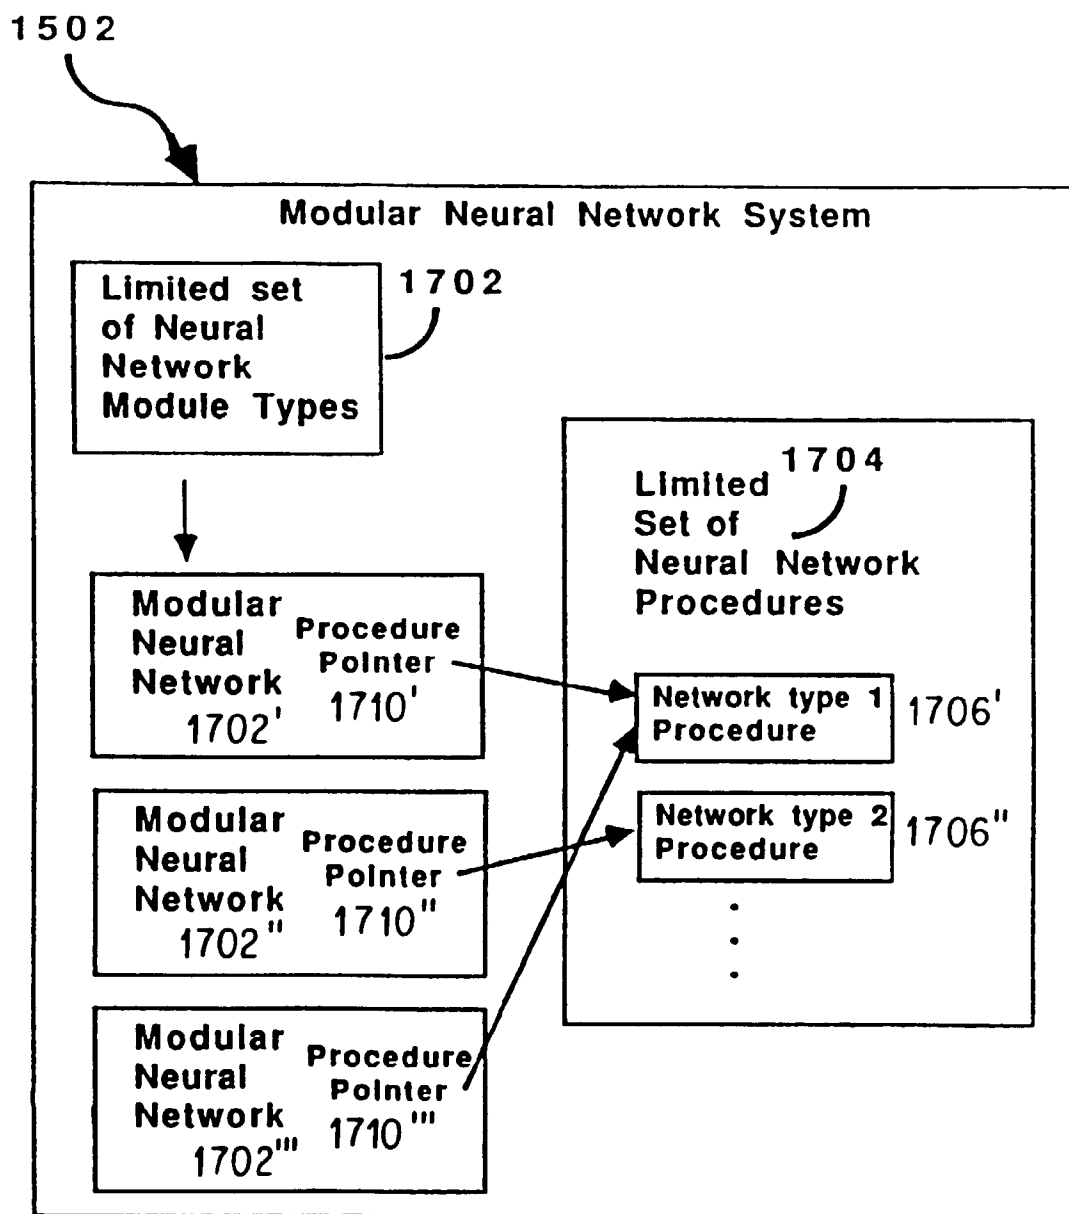 1502
Modular Neural Network System
Limited set
of Neural
Network
Module Types
1702
1704
Limited
Set of
Neural Network
Procedures
Modular
Neural
Network
1702'
Procedure
Pointer
1710'
Network type 1
Procedure
1706'
Modular
Neural
Network
1702"
Procedure
Pointer
1710"
Network type 2
Procedure
1706"
Modular
Neural
Network
1702'''
Procedure
Pointer
1710'''